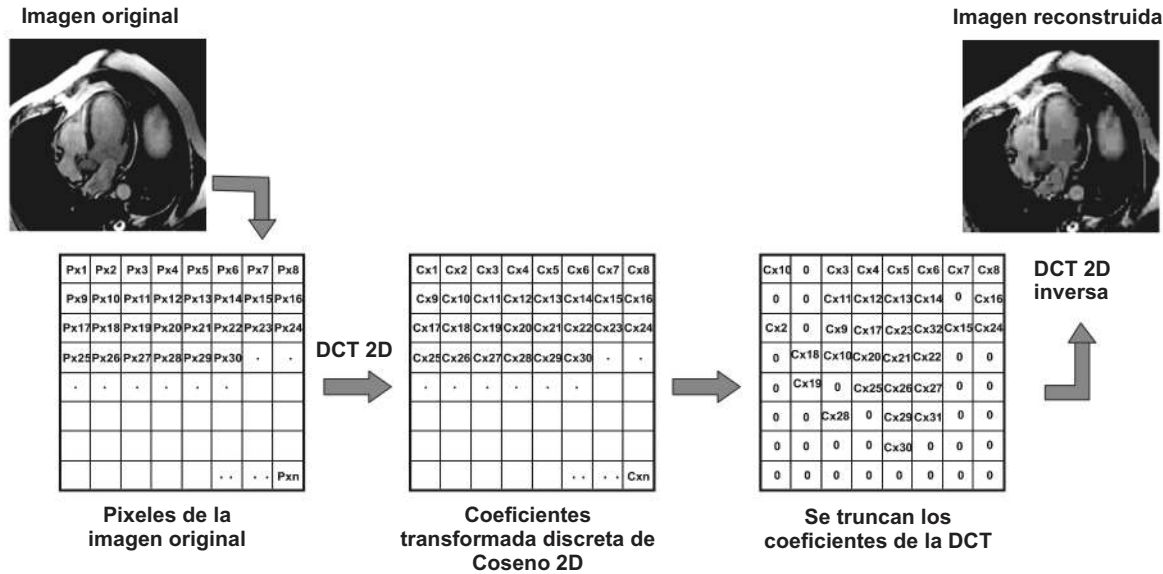 Imagen original
Imagen reconstruida
Px1 Px2 Px3 Px4 Px5 Px6 Px7 Px8
Px9 Px10 Px11 Px12 Px13 Px14 Px15 Px16
Px17 Px18 Px19 Px20 Px21 Px22 Px23 Px24
Px25 Px26 Px27 Px28 Px29 Px30 . .
. . . . . .
. . . . Pxn
DCT 2D
Cx1 Cx2 Cx3 Cx4 Cx5 Cx6 Cx7 Cx8
Cx9 Cx10 Cx11 Cx12 Cx13 Cx14 Cx15 Cx16
Cx17 Cx18 Cx19 Cx20 Cx21 Cx22 Cx23 Cx24
Cx25 Cx26 Cx27 Cx28 Cx29 Cx30 . .
. . . . . .
. . . . Cxn
Cx10 0 Cx3 Cx4 Cx5 Cx6 Cx7 Cx8
0 0 Cx11 Cx12 Cx13 Cx14 0 Cx16
Cx2 0 Cx9 Cx17 Cx23 Cx32 Cx15 Cx24
0 Cx18 Cx10 Cx20 Cx21 Cx22 0 0
0 Cx19 0 Cx25 Cx26 Cx27 0 0
0 0 Cx28 0 Cx29 Cx31 0 0
0 0 0 0 Cx30 0 0 0
0 0 0 0 0 0 0 0
DCT 2D
inversa
Pixeles de la
imagen original
Coeficientes
transformada discreta de
Coseno 2D
Se truncan los
coeficientes de la DCT